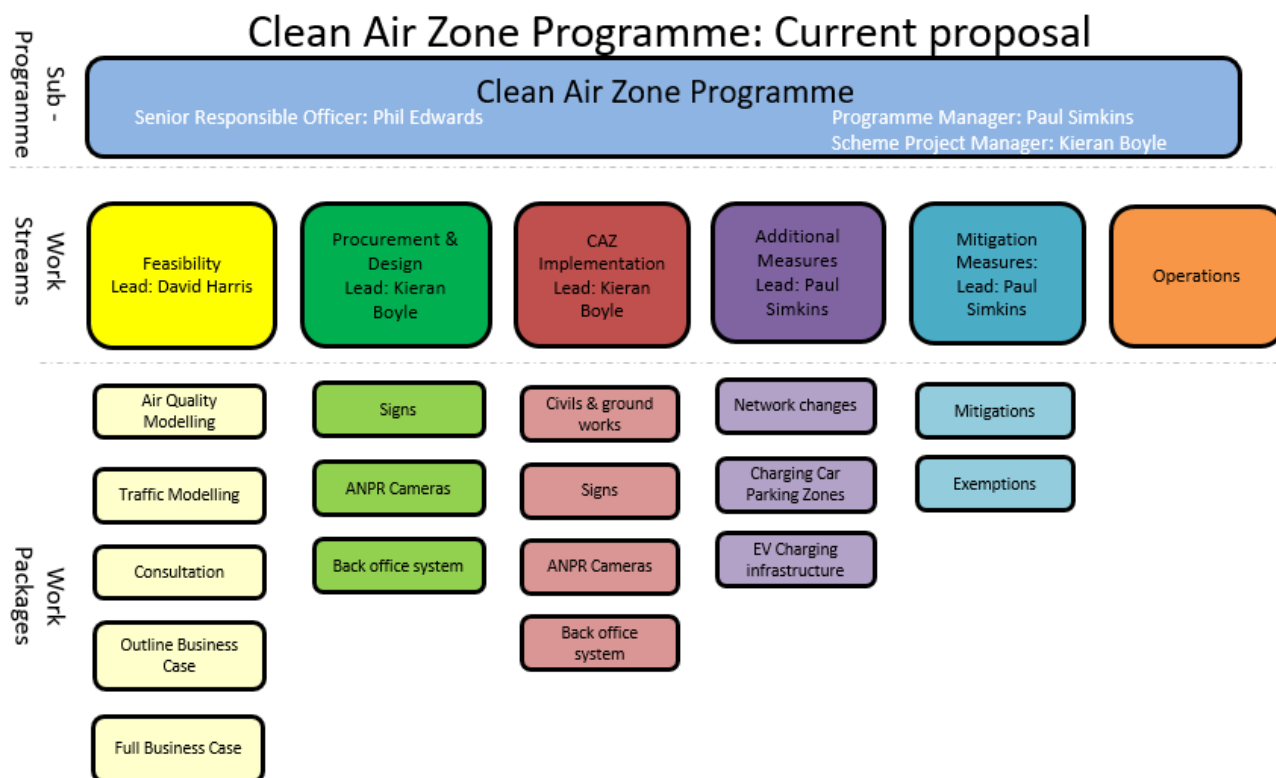 Clean Air Zone Programme: Current proposal
Sub -
Programme
Clean Air Zone Programme
Senior Responsible Officer: Phil Edwards
Programme Manager: Paul Simkins
Scheme Project Manager: Kieran Boyle
Work
Streams
Feasibility
Lead: David Harris
Procurement &
Design
Lead: Kieran
Boyle
CAZ
Implementation
Lead: Kieran
Boyle
Additional
Measures
Lead: Paul
Simkins
Mitigation
Measures:
Lead: Paul
Simkins
Operations
Work
Packages
Air Quality
Modelling
Traffic Modelling
Consultation
Outline Business
Case
Full Business Case
Signs
ANPR Cameras
Back office system
Civils & ground
works
Signs
ANPR Cameras
Back office
system
Network changes
Charging Car
Parking Zones
EV Charging
infrastructure
Mitigations
Exemptions